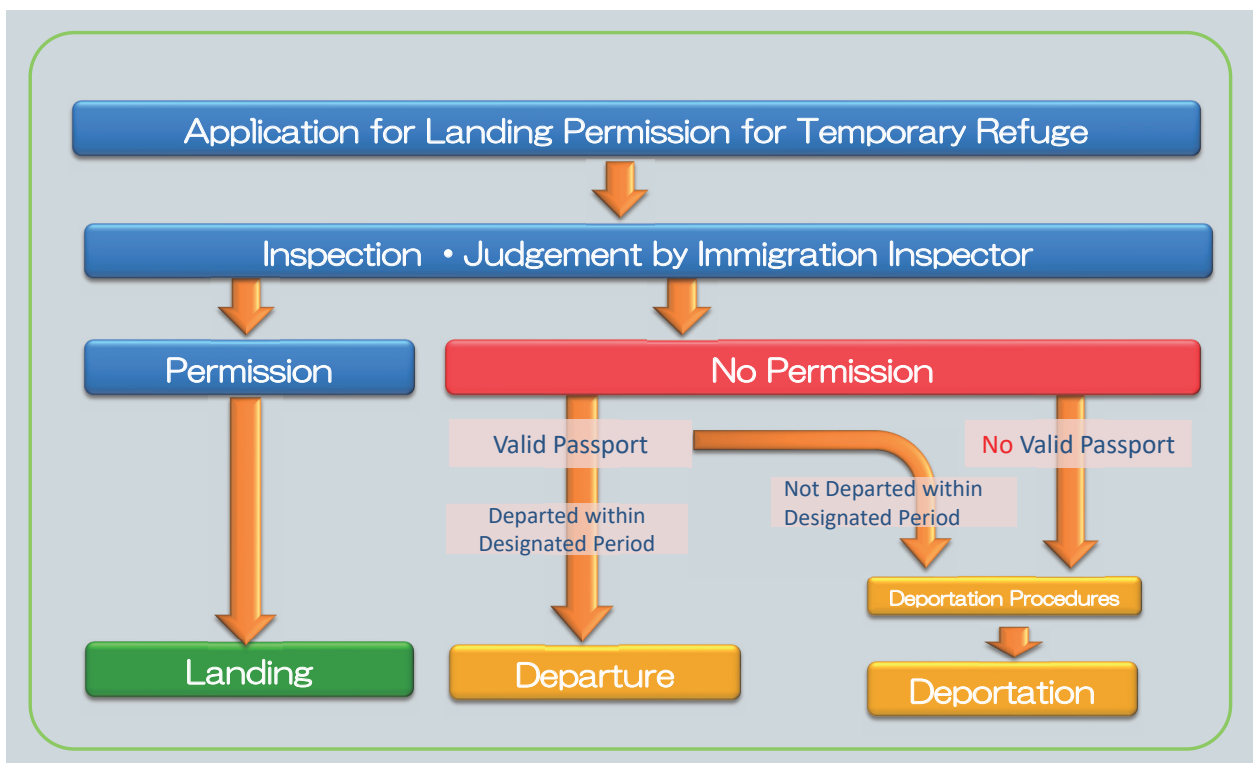 Application for Landing Permission for Temporary Refuge
Inspection ・Judgement by Immigration Inspector
Permission
No Permission
Valid Passport
No Valid Passport
Not Departed within
Designated Period
Departed within
Designated Period
Deportation Procedures
Landing
Departure
Deportation